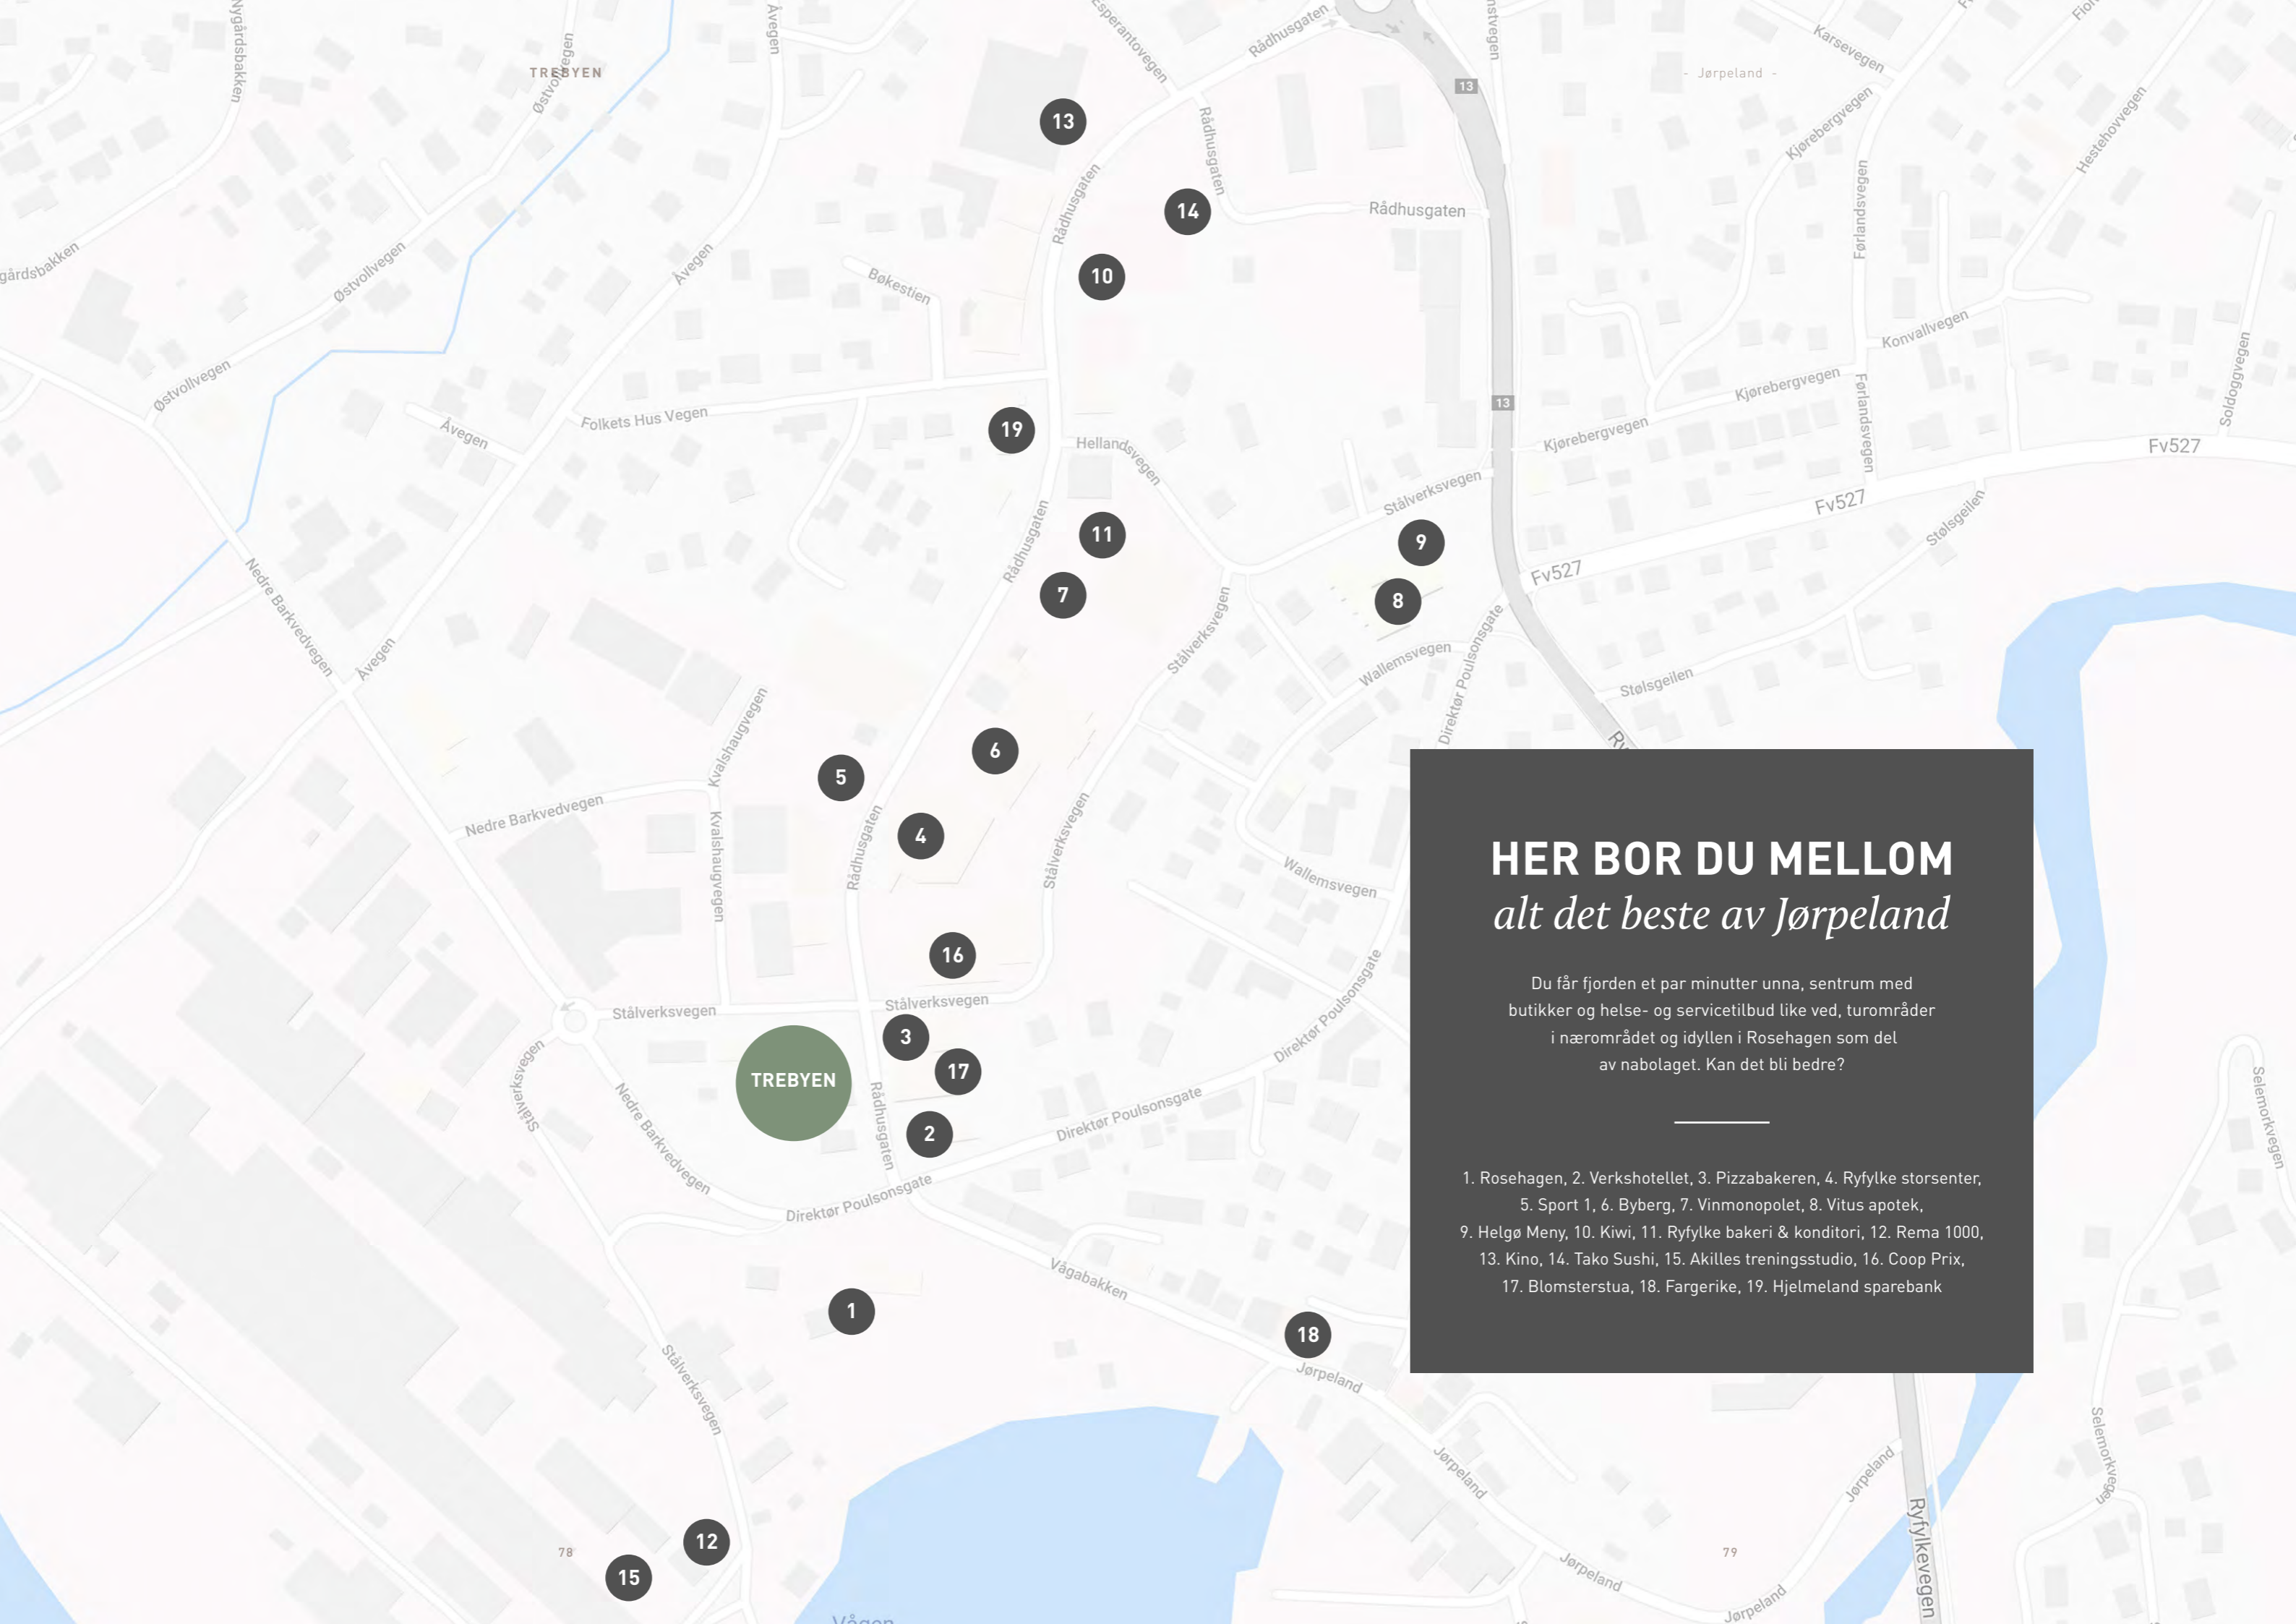 Nygårdsbakken
TREBYEN
Østvollvegen
Åvegen
Esperantovegen
Rådhusgaten
13
- Jørpeland -
Karsevegen
Kjørebergvegen
Hestehovvegen
13
Rådhusgaten
Rådhusgaten
14
Rådhusgaten
Førlandsvegen
10
gårdsbakken
Østvollvegen
Åvegen
Bøkestien
Konvallvegen
Østvollvegen
Kjørebergvegen
Førlandsvegen
Soldoggvegen
13
Folkets Hus Vegen
Åvegen
19
Hellandsvegen
Kjørebergvegen
Fv527
Stålverksvegen
Fv527
Stølsgeilen
Rådhusgaten
11
9
Fv527
Nedre Barkvedvegen
7
8
Åvegen
Stålverksvegen
Wallemsvegen
Direktør Poulsonsgate
Stølsgeilen
Kvalshaugvegen
6
5
Nedre Barkvedvegen
4
Rådhusgaten
Stålverksvegen
Kvalshaugvegen
Wallemsvegen
16
Stålverksvegen
Stålverksvegen
Direktør Poulsonsgate
3
17
TREBYEN
Stålverksvegen
Nedre Barkvedvegen
Rådhusgaten
2
Direktør Poulsonsgate
Direktør Poulsonsgate
Selemorkvegen
Vågabakken
1
18
Jørpeland
Stålverksvegen
Selemorkvegen
Jørpeland
Jørpeland
Ryfylkevegen
12
78
15
79
Jørpeland
Jørpeland
Vågen
HER BOR DU MELLOM
alt det beste av Jørpeland
Du får fjorden et par minutter unna, sentrum med
butikker og helse- og servicetilbud like ved, turområder
i nærområdet og idyllen i Rosehagen som del
av nabolaget. Kan det bli bedre?
1. Rosehagen, 2. Verkshotellet, 3. Pizzabakeren, 4. Ryfylke storsenter,
5. Sport 1, 6. Byberg, 7. Vinmonopolet, 8. Vitus apotek,
9. Helgø Meny, 10. Kiwi, 11. Ryfylke bakeri & konditori, 12. Rema 1000,
13. Kino, 14. Tako Sushi, 15. Akilles treningsstudio, 16. Coop Prix,
17. Blomsterstua, 18. Fargerike, 19. Hjelmeland sparebank